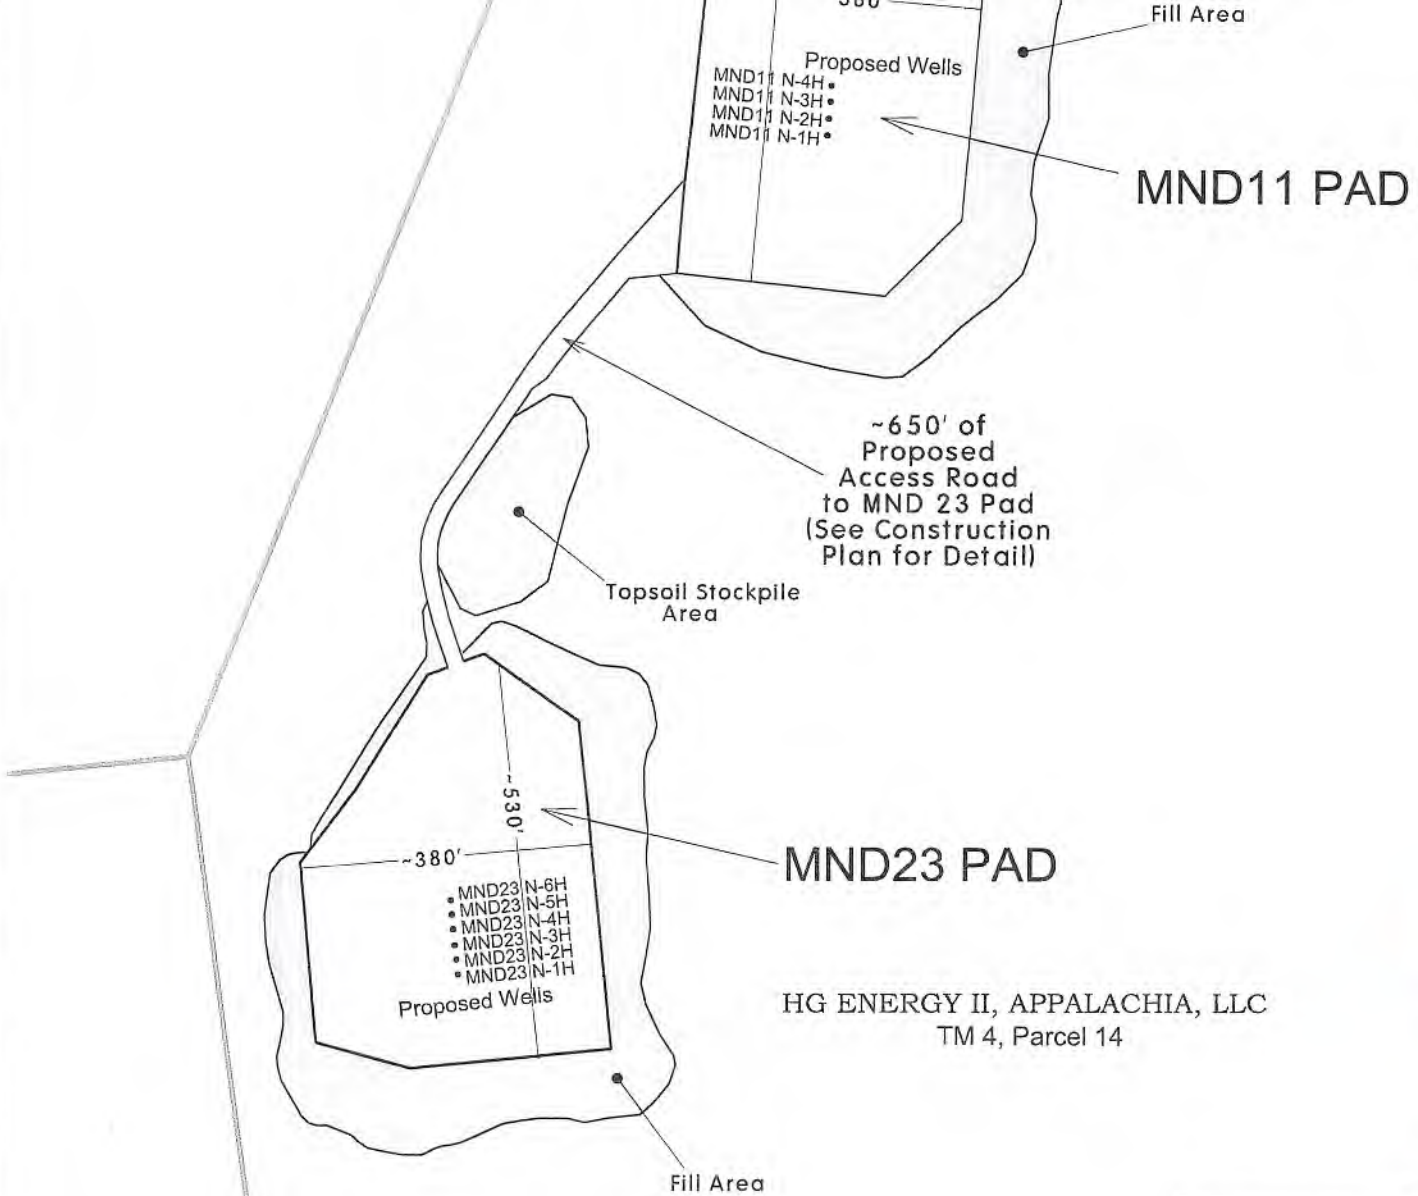 Fill Area
Proposed Wells
MND11 N-4H
MND11 N-3H
MND11 N-2H
MND11 N-1H
MND11 PAD
~650' of
Proposed
Access Road
to MND 23 Pad
(See Construction
Plan for Detail)
Topsoil Stockpile
Area
~530'
~380'
MND23 PAD
MND23 N-6H
MND23 N-5H
MND23 N-4H
MND23 N-3H
MND23 N-2H
MND23 N-1H
Proposed Wells
HG ENERGY II, APPALACHIA, LLC
TM 4, Parcel 14
Fill Area